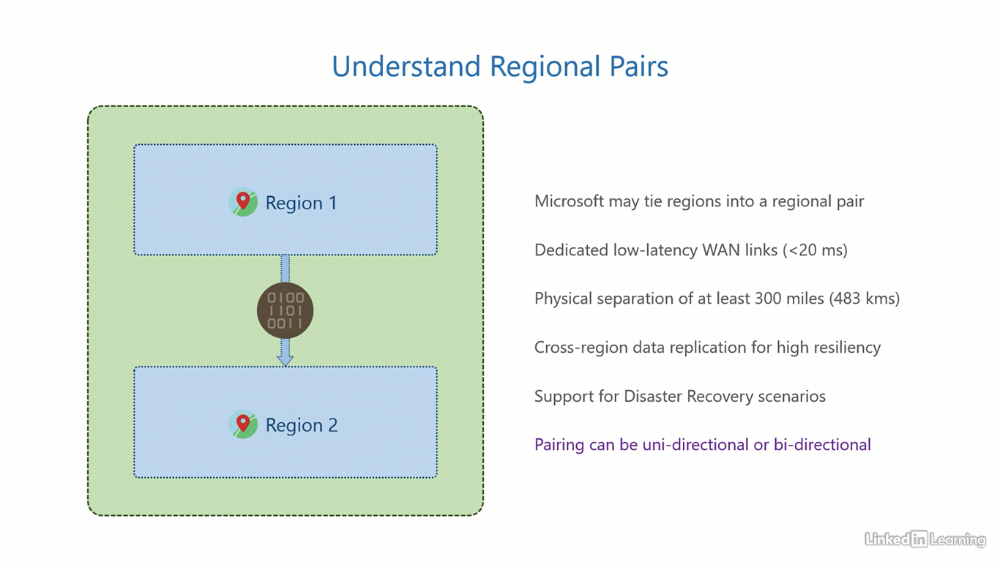 Understand Regional Pairs
Region 1
0100
1101
0011
Region 2
Microsoft may tie regions into a regional pair
Dedicated low-latency WAN links (<20 ms)
Physical separation of at least 300 miles (483 kms)
Cross-region data replication for high resiliency
Support for Disaster Recovery scenarios
Pairing can be uni-directional or bi-directional
Linked in Learning